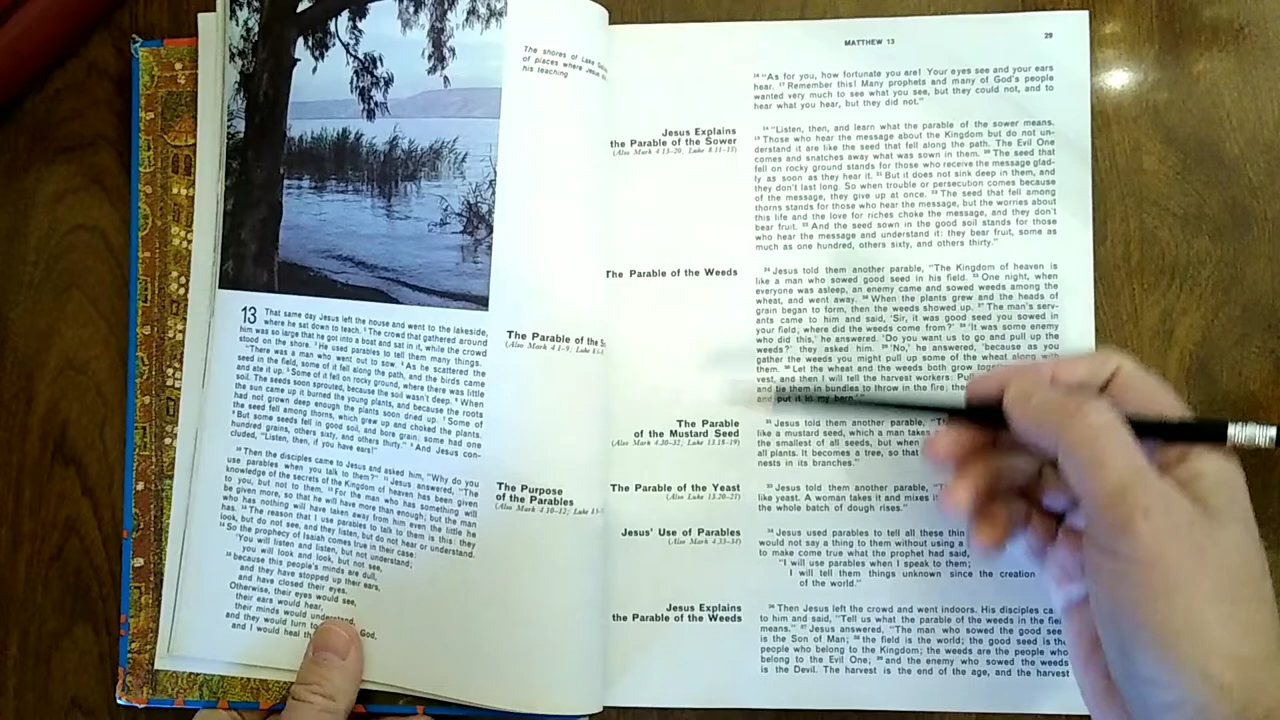 The shores of Lake
of places where Jesus
his teaching
13 That same day Jesus left the house and went to the lakeside,
where he sat down to teach. 2 The crowd that gathered around
him was so large that he got into a boat and sat in it, while the crowd
stood on the shore. 3 He used parables to tell them many things.
"There was a man who went out to sow. 4 As he scattered the
seed in the field, some of it fell along the path, and the birds came
and ate it up. 5 Some of it fell on rocky ground, where there was little
soil. The seeds soon sprouted, because the soil wasn't deep. 6 When
the sun came up it burned the young plants, and because the roots
had not grown deep enough the plants soon dried up. 7 Some of
the seed fell among thorns, which grew up and choked the plants.
8 But some seeds fell in good soil, and bore grain; some had one
hundred grains, others sixty, and others thirty." 9 And Jesus con-
cluded, "Listen, then, if you have ears!"
The Parable of the S
(Also Mark 4.1-9; Luke
10 Then the disciples came to Jesus and asked him, "Why do you
use parables when you talk to them?" 11 Jesus answered, "The
knowledge of the secrets of the Kingdom of heaven has been given
to you, but not to them. 12 For the man who has something will
be given more, so that he will have more than enough; but the man
who has nothing will have taken away from him even the little he
has. 13 The reason that I use parables to talk to them is this: they
look, but do not see, and they listen, but do not hear or understand.
14 So the prophecy of Isaiah comes true in their case:
'You will listen and listen, but not understand;
you will look and look, but not see,
15 because this people's minds are dull,
and they have stopped up their ears,
and have closed their eyes.
Otherwise, their eyes would see,
their ears would hear,
their minds would understand,
and they would turn to God,
and I would heal
The Purpose
of the Parables
(Also Mark 4.10-12; Luke
MATTHEW 13
29
16 "As for you, how fortunate you are! Your eyes see and your ears
hear. 17 Remember this! Many prophets and many of God's people
wanted very much to see what you see, but they could not, and to
hear what you hear, but they did not."
Jesus Explains
the Parable of the Sower
(Also Mark 4.13-20; Luke 8.11-15)
18 "Listen, then, and learn what the parable of the sower means.
19 Those who hear the message about the Kingdom but do not un-
derstand it are like the seed that fell along the path. The Evil One
comes and snatches away what was sown in them. 20 The seed that
fell on rocky ground stands for those who receive the message glad-
ly as soon as they hear it. 21 But it does not sink deep in them, and
they don't last long. So when trouble or persecution comes because
of the message, they give up at once. 22 The seed that fell among
thorns stands for those who hear the message, but the worries about
this life and the love for riches choke the message, and they don't
bear fruit. 23 And the seed sown in the good soil stands for those
who hear the message and understand it: they bear fruit, some as
much as one hundred, others sixty, and others thirty."
The Parable of the Weeds
24 Jesus told them another parable, "The Kingdom of heaven is
like a man who sowed good seed in his field. 25 One night, when
everyone was asleep, an enemy came and sowed weeds among the
wheat, and went away. 26 When the plants grew and the heads of
grain began to form, then the weeds showed up. 27 The man's serv-
ants came to him and said, 'Sir, it was good seed you sowed in
your field; where did the weeds come from?' 28 'It was some enemy
who did this,' he answered. 'Do you want us to go and pull up the
weeds?' they asked him. 29 'No,' he answered, 'because as you
gather the weeds you might pull up some of the wheat along with
them. 30 Let the wheat and the weeds both grow
vest, and then I will tell the harvest workers: Pul
and tie them in bundles to throw in the fire; the
and put it in my barn.'"
The Parable
of the Mustard Seed
(Also Mark 4.30-32; Luke 13.18-19)
31 Jesus told them another parable,
like a mustard seed, which a man takes
the smallest of all seeds, but when
all plants. It becomes a tree, so that
nests in its branches."
The Parable of the Yeast
(Also Luke 13.20-21)
33 Jesus told them another parable,
like yeast. A woman takes it and mixes
the whole batch of dough rises."
Jesus' Use of Parables
(Also Mark 4.33-34)
34 Jesus used parables to tell all these thin
would not say a thing to them without using a
to make come true what the prophet had said,
"I will use parables when I speak to them;
I will tell them things unknown since the creation
of the world."
Jesus Explains
the Parable of the Weeds
36 Then Jesus left the crowd and went indoors. His disciples ca
to him and said, "Tell us what the parable of the weeds in the fiel
means." 37 Jesus answered, "The man who sowed the good see
is the Son of Man; 38 the field is the world; the good seed is the
people who belong to the Kingdom; the weeds are the people who
belong to the Evil One; 39 and the enemy who sowed the weeds
is the Devil. The harvest is the end of the age, and the harvest